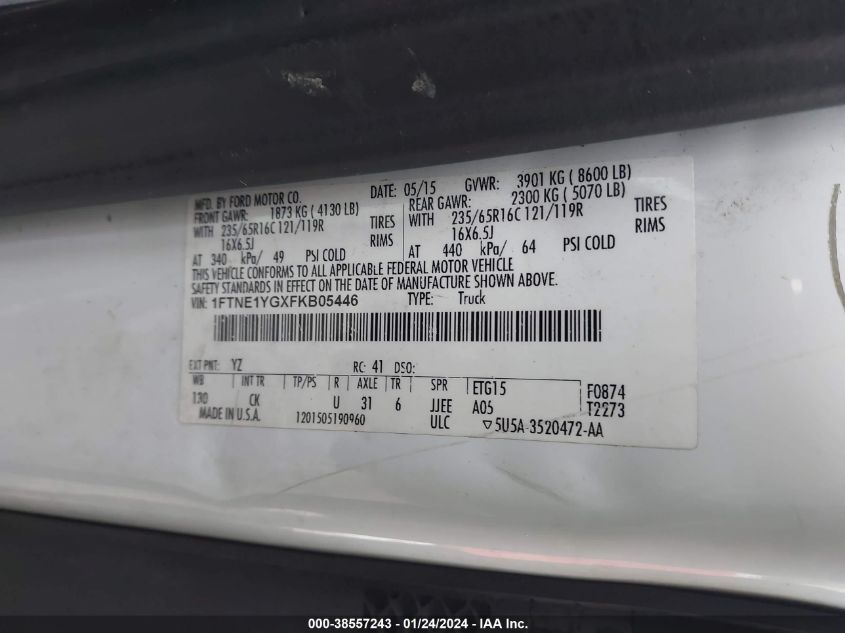 MFD. BY FORD MOTOR CO.
DATE: 05/15 GVWR: 3901 KG ( 8600 LB)
FRONT GAWR: 1873 KG ( 4130 LB)
REAR GAWR: 2300 KG ( 5070 LB)
WITH 235/65R16C 121/119R TIRES
WITH 235/65R16C 121/119R TIRES
16X6.5J RIMS
16X6.5J RIMS
AT 340 kPa/ 49 PSI COLD
AT 440 kPa/ 64 PSI COLD
THIS VEHICLE CONFORMS TO ALL APPLICABLE FEDERAL MOTOR VEHICLE
SAFETY STANDARDS IN EFFECT ON THE DATE OF MANUFACTURE SHOWN ABOVE.
VIN: 1FTNE1YGXFKB05446 TYPE: Truck
EXT PNT: YZ RC: 41 DSO:
WB INT TR TP/PS R AXLE TR SPR ETG15 F0874
130 CK U 31 6 JJEE A05 T2273
MADE IN U.S.A. 1201505190960 ULC ▽5U5A-3520472-AA
000-38557243 - 01/24/2024 - IAA Inc.